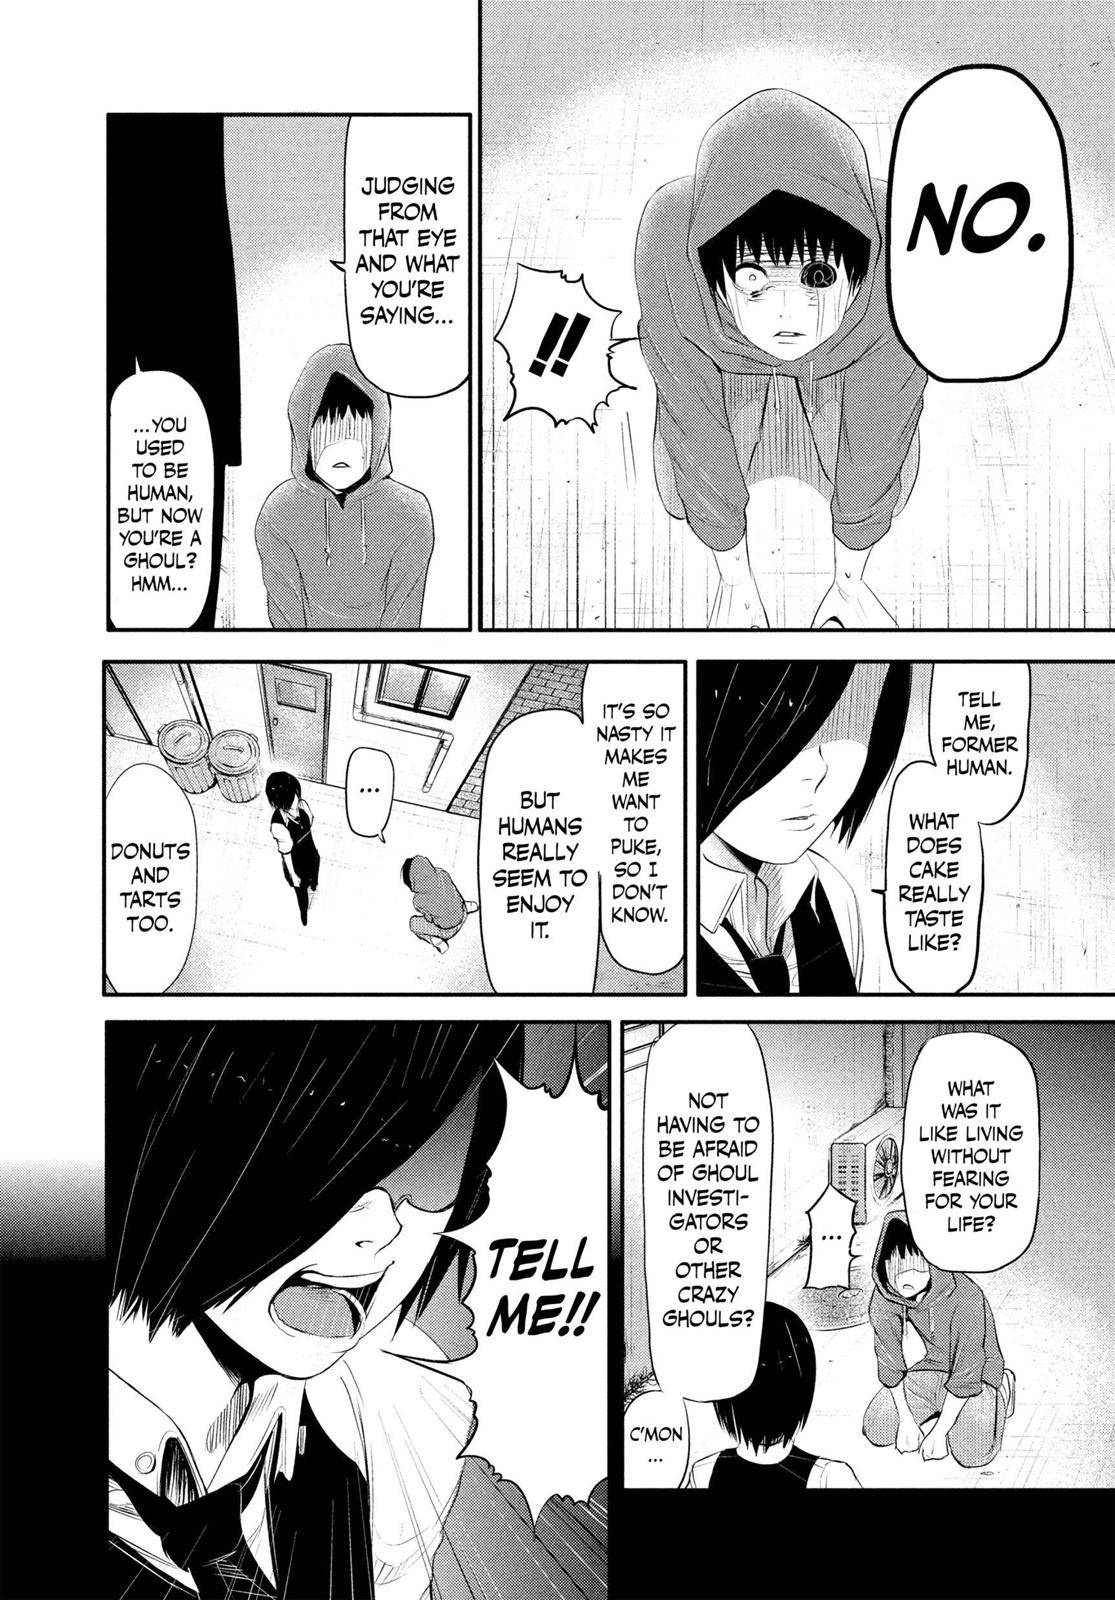 NO.
!!
JUDGING
FROM
THAT EYE
AND WHAT
YOU'RE
SAYING...
...YOU
USED
TO BE
HUMAN,
BUT NOW
YOU'RE A
GHOUL?
HMM...
TELL
ME,
FORMER
HUMAN.
WHAT
DOES
CAKE
REALLY
TASTE
LIKE?
IT'S SO
NASTY IT
MAKES
ME
WANT
TO
PUKE,
SO I
DON'T
KNOW.
BUT
HUMANS
REALLY
SEEM TO
ENJOY
IT.
...
DONUTS
AND
TARTS
TOO.
WHAT
WAS IT
LIKE LIVING
WITHOUT
FEARING
FOR YOUR
LIFE?
...
NOT
HAVING TO
BE AFRAID
OF GHOUL
INVESTI-
GATORS
OR
OTHER
CRAZY
GHOULS?
C'MON
...
TELL
ME!!